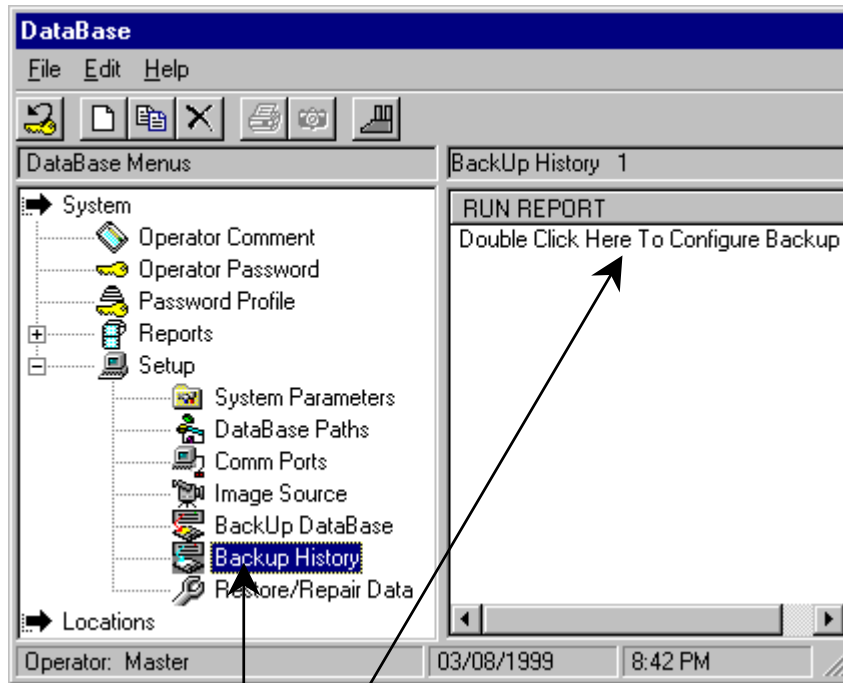 DataBase
File Edit Help
DataBase Menus
BackUp History 1
System
Operator Comment
Operator Password
Password Profile
Reports
Setup
System Parameters
DataBase Paths
Comm Ports
Image Source
BackUp DataBase
Backup History
Restore/Repair Data
Locations
RUN REPORT
Double Click Here To Configure Backup
Operator: Master 03/08/1999 8:42 PM